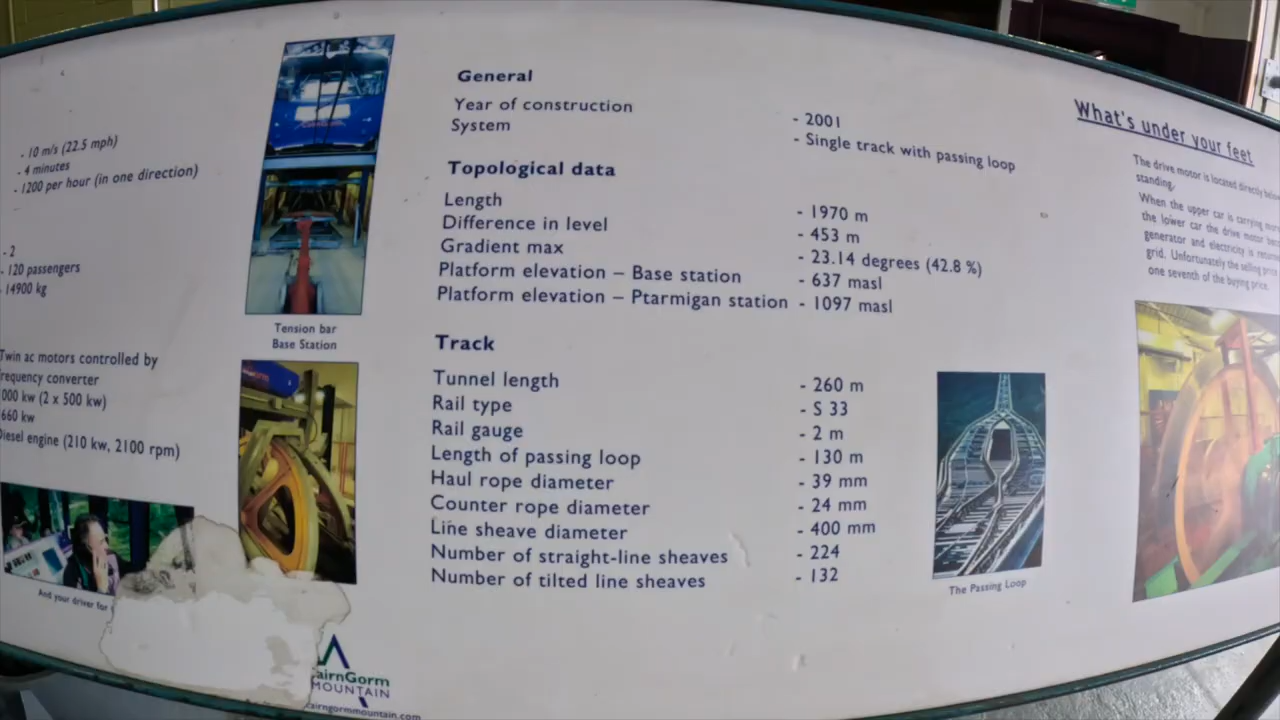 - 10 m/s (22.5 mph)
- 4 minutes
- 1200 per hour (in one direction)
- 2
- 120 passengers
- 14900 kg
Twin ac motors controlled by
requency converter
000 kw (2 x 500 kw)
660 kw
Diesel engine (210 kw, 2100 rpm)
And your driver for
Tension bar
Base Station
airnGorm
MOUNTAIN
cairngormmountain.com
General
Year of construction - 2001
System - Single track with passing loop
Topological data
Length - 1970 m
Difference in level - 453 m
Gradient max - 23.14 degrees (42.8 %)
Platform elevation – Base station - 637 masl
Platform elevation – Ptarmigan station - 1097 masl
Track
Tunnel length - 260 m
Rail type - S 33
Rail gauge - 2 m
Length of passing loop - 130 m
Haul rope diameter - 39 mm
Counter rope diameter - 24 mm
Line sheave diameter - 400 mm
Number of straight-line sheaves - 224
Number of tilted line sheaves - 132
The Passing Loop
What's under your feet
The drive motor is located directly below
standing.
When the upper car is carrying more
the lower car the drive motor
generator and electricity is
grid. Unfortunately the selling price
one seventh of the buying price.